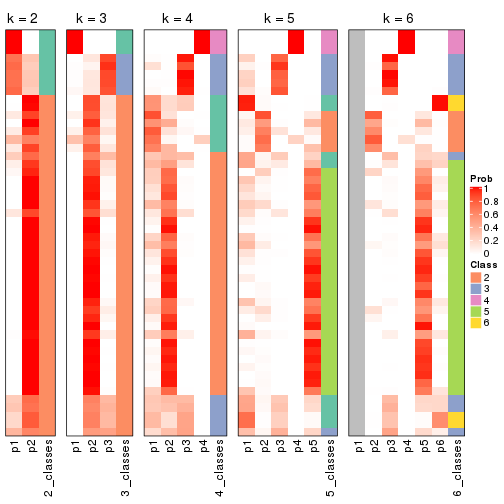 k = 2
k = 3
k = 4
k = 5
k = 6
Prob
1
0.8
0.6
0.4
0.2
0
Class
2
3
4
5
6
p1
p2
2_classes
p1
p2
p3
3_classes
p1
p2
p3
p4
4_classes
p1
p2
p3
p4
p5
5_classes
p1
p2
p3
p4
p5
p6
6_classes